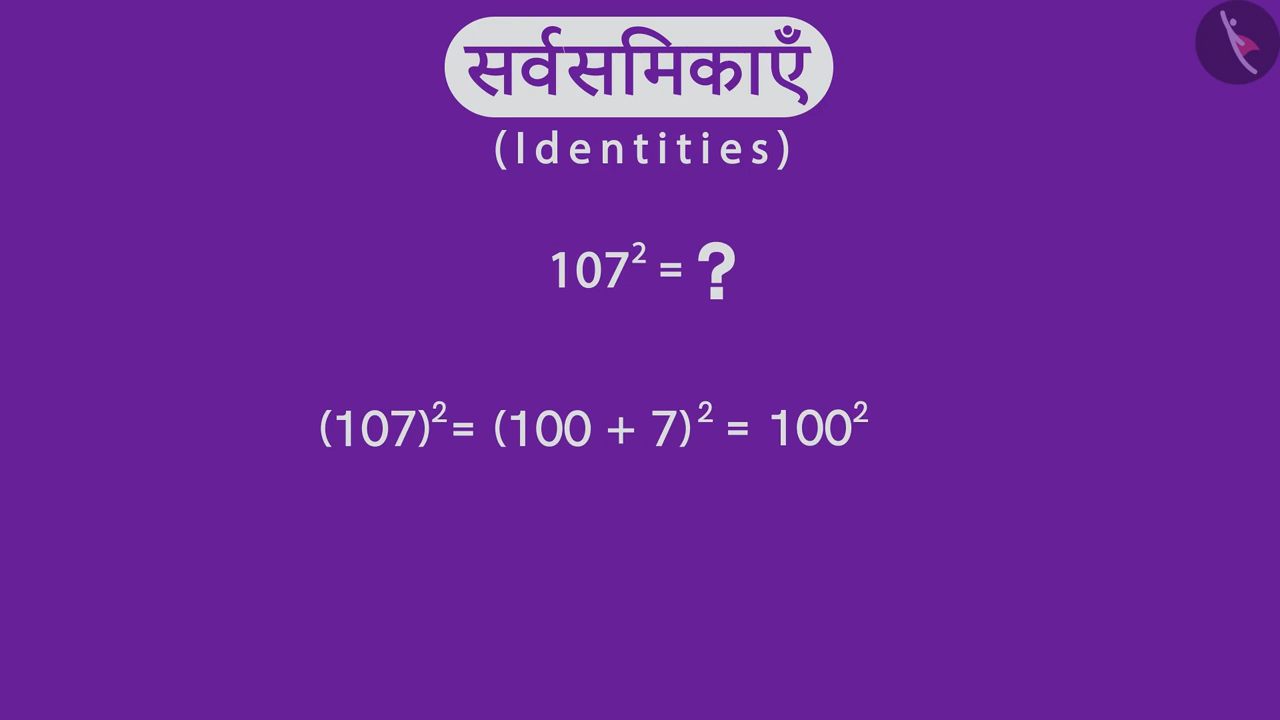 सर्वसमिकाएँ
(Identities)
107² = ?
(107)² = (100 + 7)² = 100²